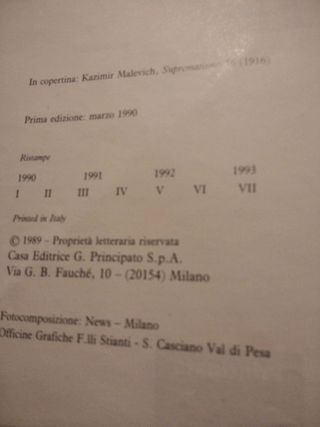 In copertina: Kazimir Malevich, Suprematismo 56 (1916)
Prima edizione: marzo 1990
Ristampe
1990 1991 1992 1993
I II III IV V VI VII
Printed in Italy
© 1989 – Proprietà letteraria riservata
Casa Editrice G. Principato S.p.A.
Via G. B. Fauché, 10 – (20154) Milano
Fotocomposizione: News – Milano
Officine Grafiche F.lli Stianti - S. Casciano Val di Pesa